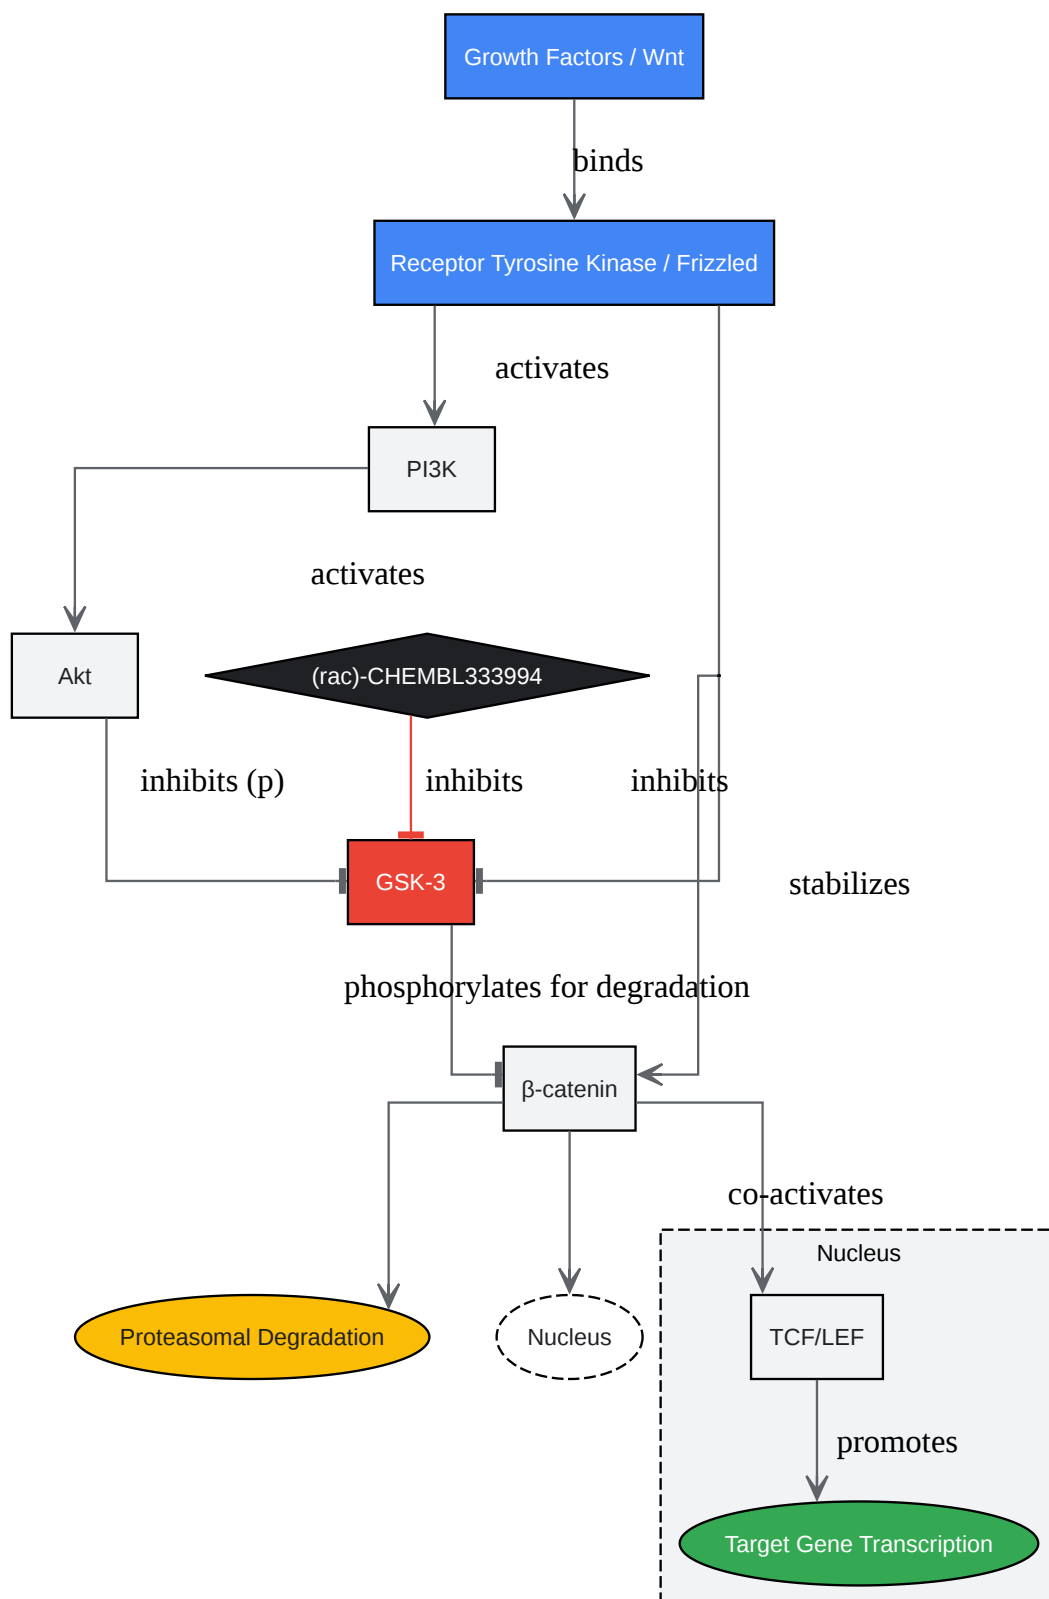 Growth Factors / Wnt
binds
Receptor Tyrosine Kinase / Frizzled
activates
PI3K
activates
Akt
(rac)-CHEMBL333994
inhibits (p)
inhibits
inhibits
GSK-3
stabilizes
phosphorylates for degradation
β-catenin
co-activates
Nucleus
Proteasomal Degradation
Nucleus
TCF/LEF
promotes
Target Gene Transcription